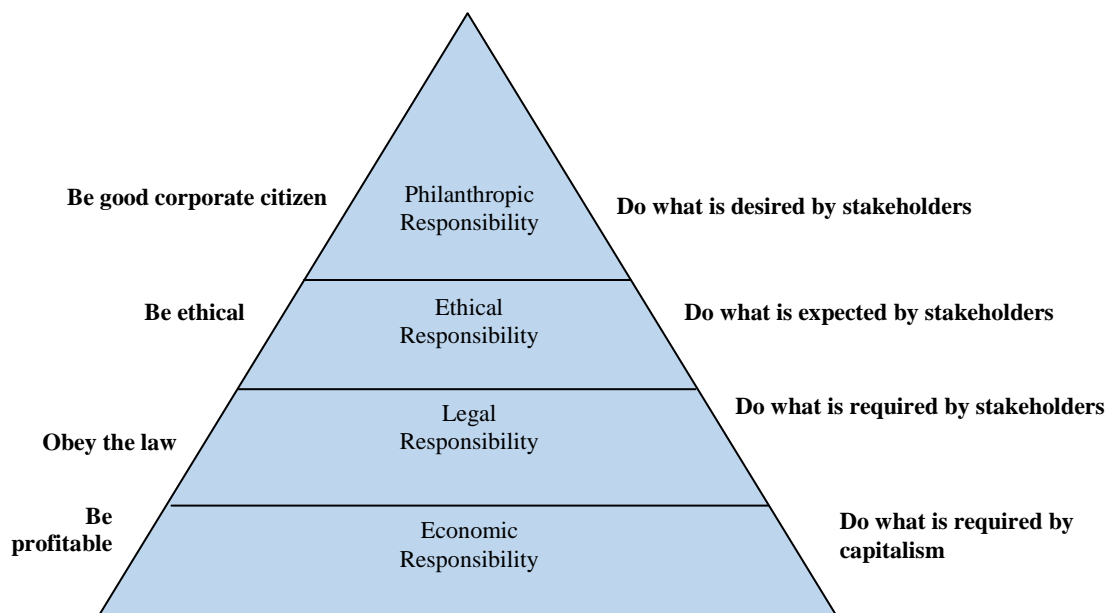 Be good corporate citizen
Philanthropic
Responsibility
Do what is desired by stakeholders
Be ethical
Ethical
Responsibility
Do what is expected by stakeholders
Obey the law
Legal
Responsibility
Do what is required by stakeholders
Be
profitable
Economic
Responsibility
Do what is required by
capitalism